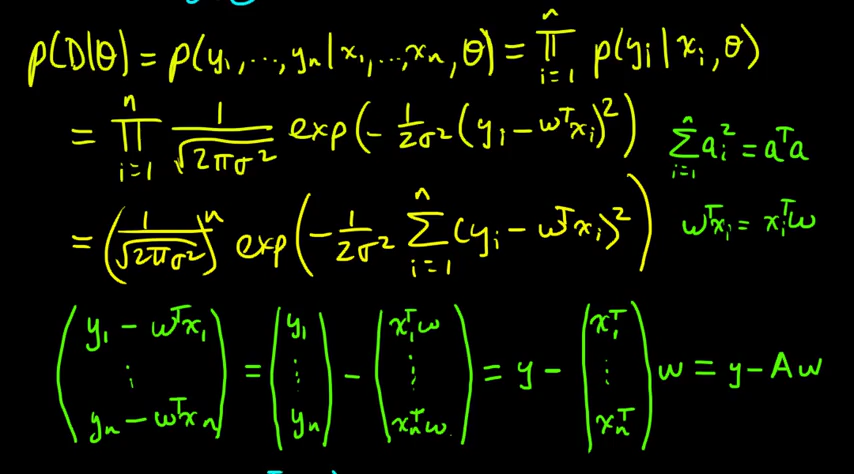 p(D|θ) = p(y₁,...,yₙ|x₁,...,xₙ,θ) = ∏ᵢ₌₁ⁿ p(yᵢ|xᵢ,θ)
= ∏ᵢ₌₁ⁿ 1/√(2πσ²) exp(-1/(2σ²) (yᵢ - wᵀxᵢ)²)
∑ᵢ₌₁ⁿ aᵢ² = aᵀa
= (1/√(2πσ²))ⁿ exp(-1/(2σ²) ∑ᵢ₌₁ⁿ (yᵢ - wᵀxᵢ)²)
wᵀxᵢ = xᵢᵀw
(y₁ - wᵀx₁ ⋮ yₙ - wᵀxₙ) = (y₁ ⋮ yₙ) - (x₁ᵀw ⋮ xₙᵀw) = y - (x₁ᵀ ⋮ xₙᵀ) w = y - Aw